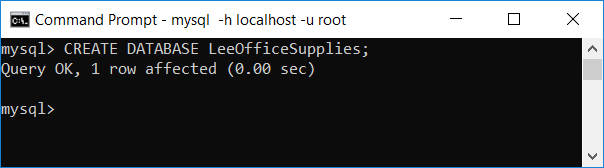 Command Prompt - mysql  -h localhost -u root
mysql> CREATE DATABASE LeeOfficeSupplies;
Query OK, 1 row affected (0.00 sec)
mysql>